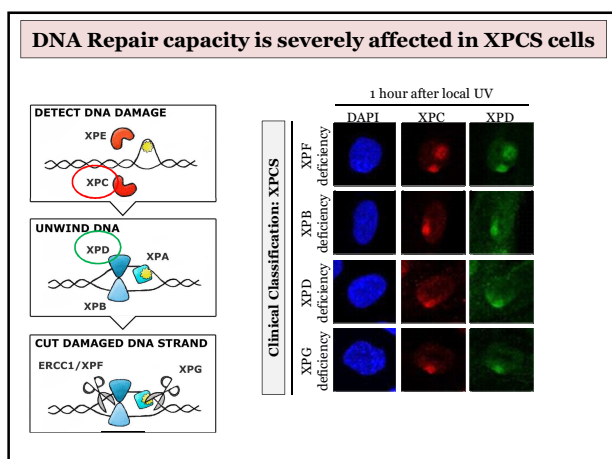 DNA Repair capacity is severely affected in XPCS cells
DETECT DNA DAMAGE
XPE
XPC
UNWIND DNA
XPD
XPA
XPB
CUT DAMAGED DNA STRAND
ERCC1/XPF
XPG
1 hour after local UV
DAPI XPC XPD
Clinical Classification: XPCS
XPF
deficiency
XPB
deficiency
XPD
deficiency
XPG
deficiency